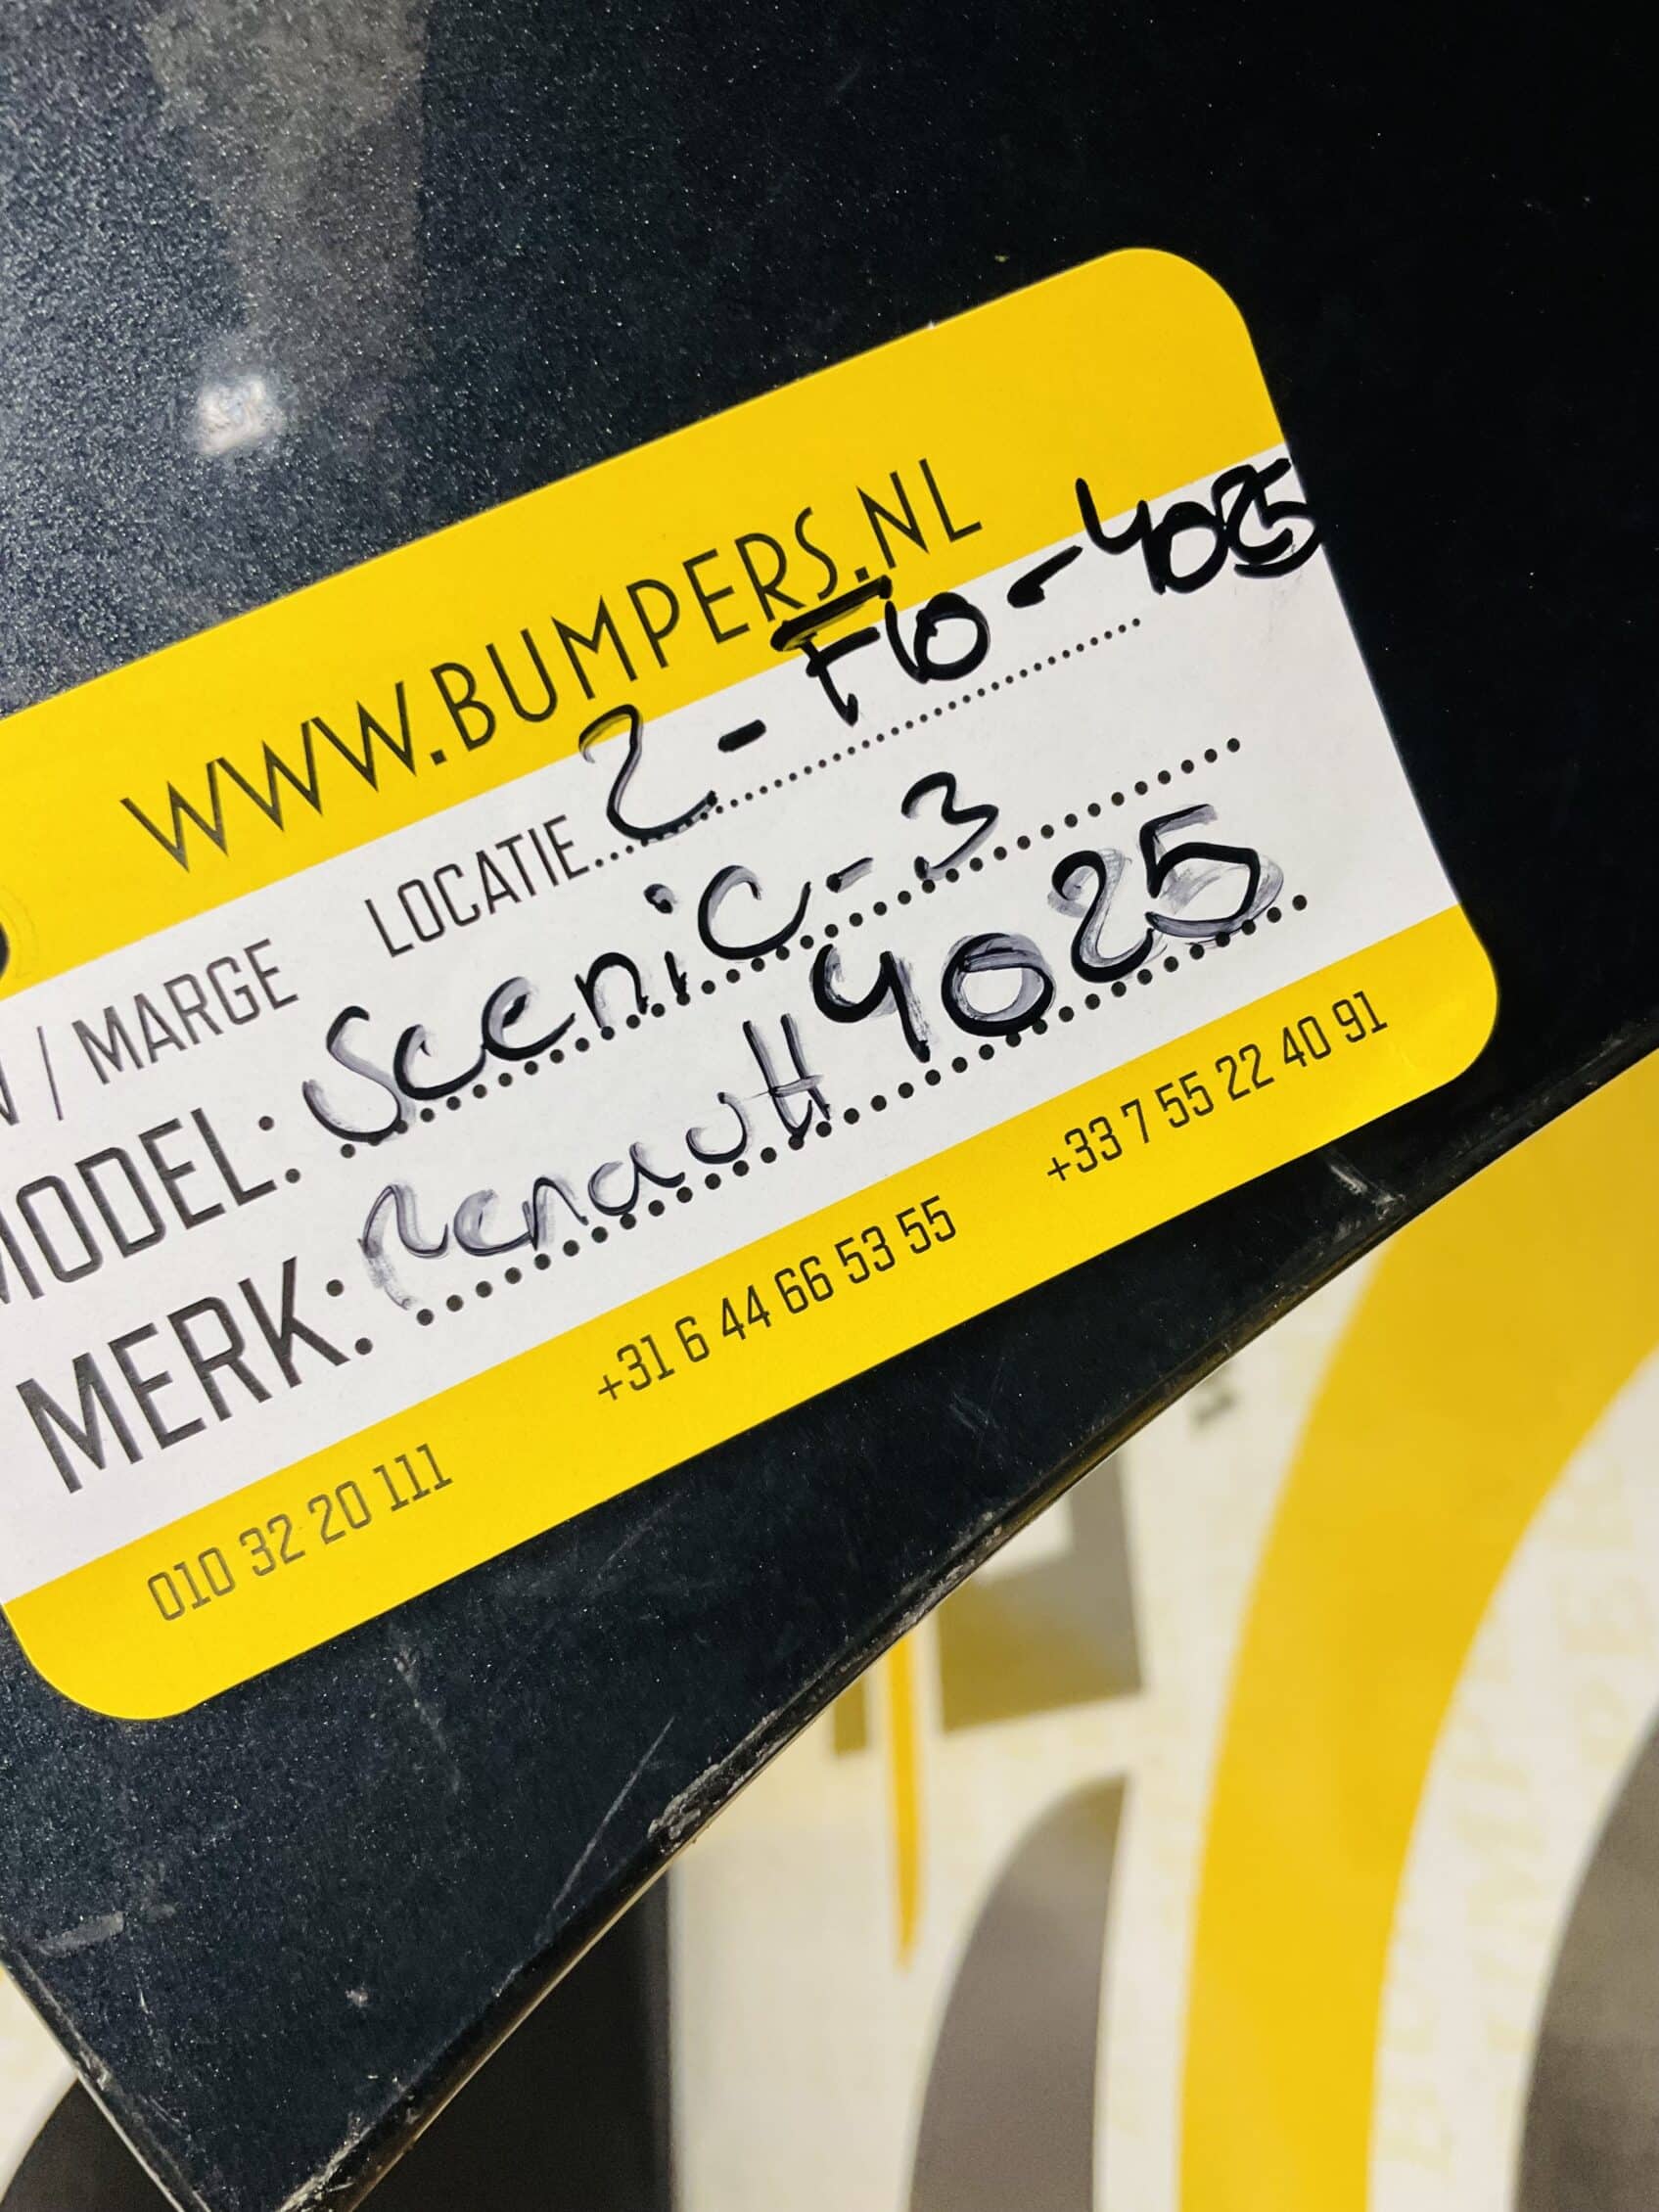 WWW.BUMPERS.NL
/ MARGE LOCATIE...2-F10-4025
MODEL: Scenic-3
MERK: Renault 4025
010 32 20 111 +31 6 44 66 53 55 +33 7 55 22 40 91